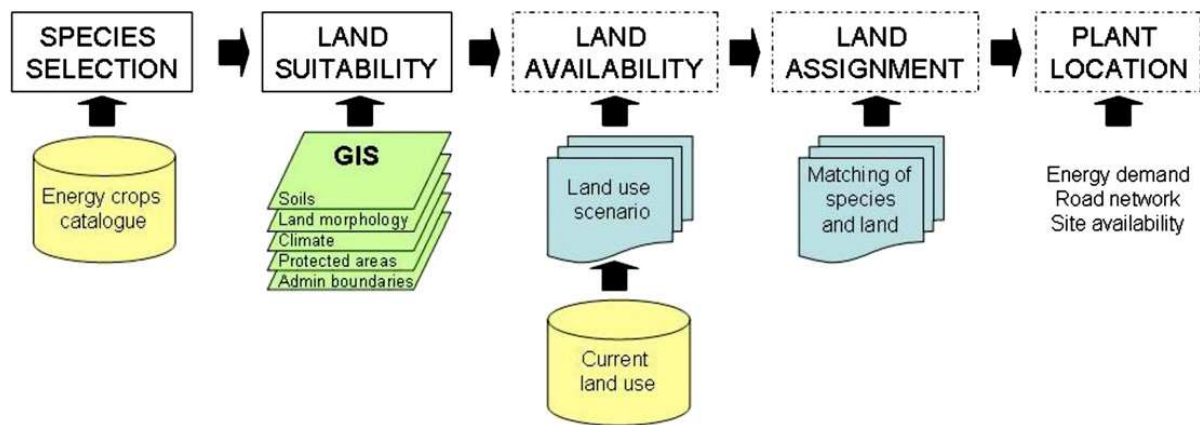 SPECIES
SELECTION
LAND
SUITABILITY
LAND
AVAILABILITY
LAND
ASSIGNMENT
PLANT
LOCATION
Energy crops
catalogue
GIS
Soils
Land morphology
Climate
Protected areas
Admin boundaries
Land use
scenario
Matching of
species
and land
Energy demand
Road network
Site availability
Current
land use